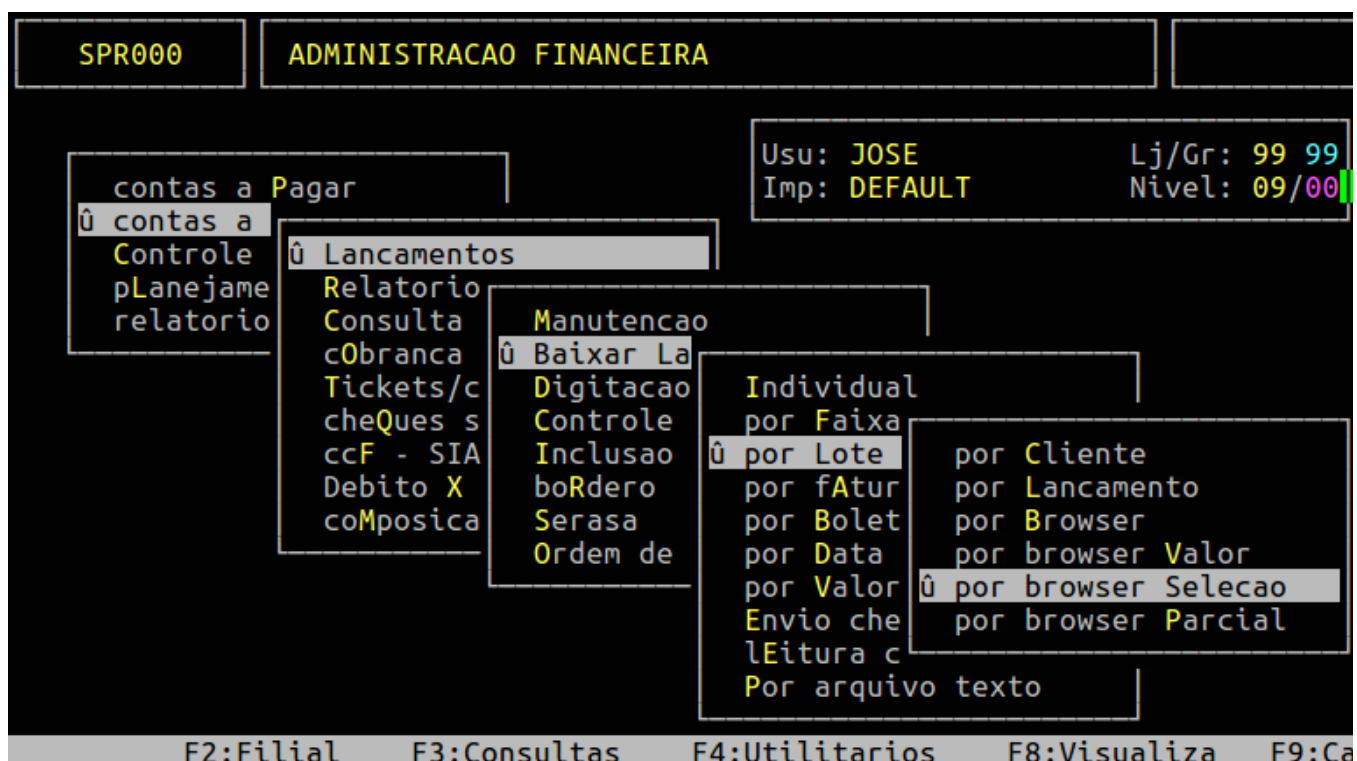 SPR000 ADMINISTRACAO FINANCEIRA
Usu: JOSE Lj/Gr: 99 99
Imp: DEFAULT Nivel: 09/00
contas a Pagar
û contas a
Controle
pLanejame
relatorio
û Lancamentos
Relatorio
Consulta
cObranca
Tickets/c
cheQues s
ccF - SIA
Debito X
coMposica
Manutencao
û Baixar La
Digitacao
Controle
Inclusao
boRdero
Serasa
Ordem de
Individual
por Faixa
û por Lote
por fAtur
por Bolet
por Data
por Valor
Envio che
lEitura c
Por arquivo texto
por Cliente
por Lancamento
por Browser
por browser Valor
û por browser Selecao
por browser Parcial
F2:Filial F3:Consultas F4:Utilitarios F8:Visualiza F9:Ca